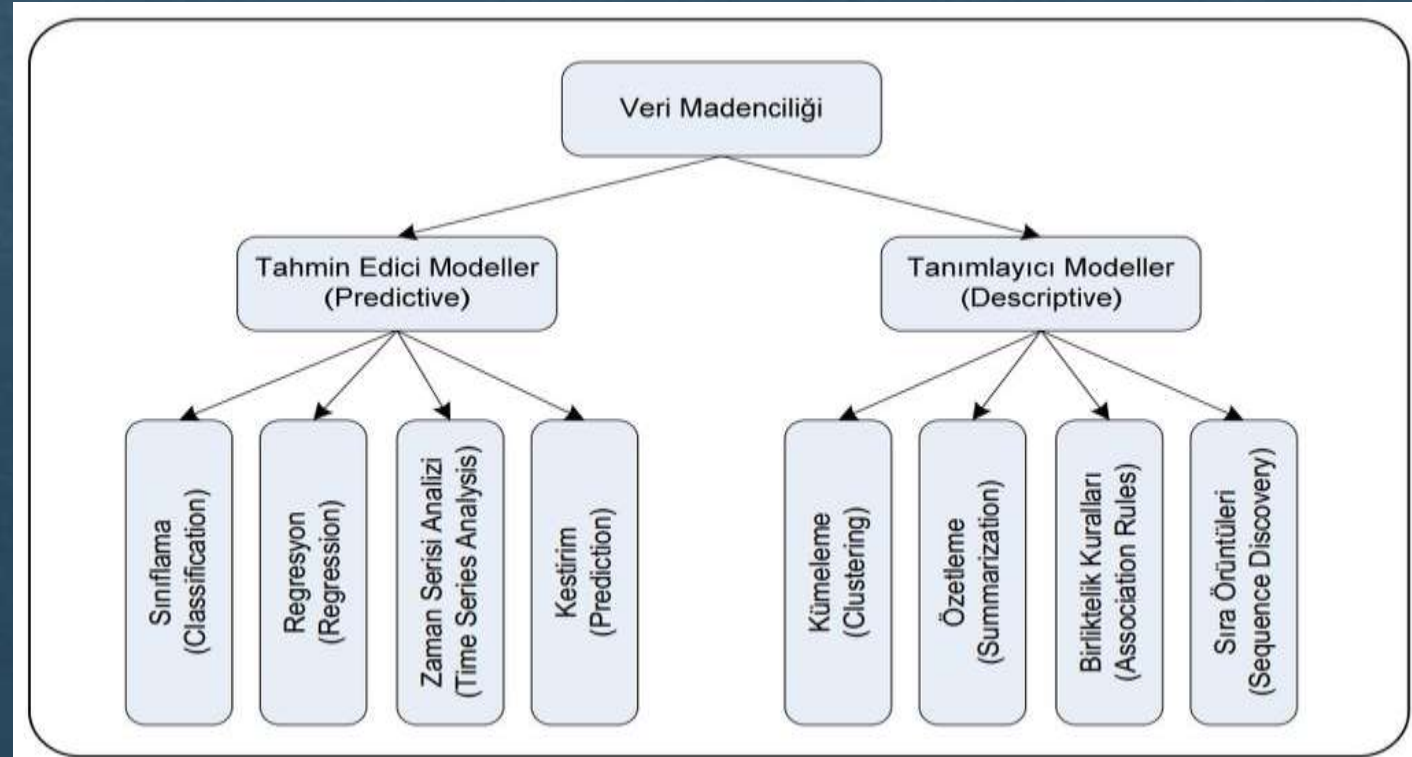 Veri Madenciliği
Tahmin Edici Modeller
(Predictive)
Tanımlayıcı Modeller
(Descriptive)
Sınıflama
(Classification)
Regresyon
(Regression)
Zaman Serisi Analizi
(Time Series Analysis)
Kestirim
(Prediction)
Kümeleme
(Clustering)
Özetleme
(Summarization)
Birliktelik Kuralları
(Association Rules)
Sıra Örüntüleri
(Sequence Discovery)